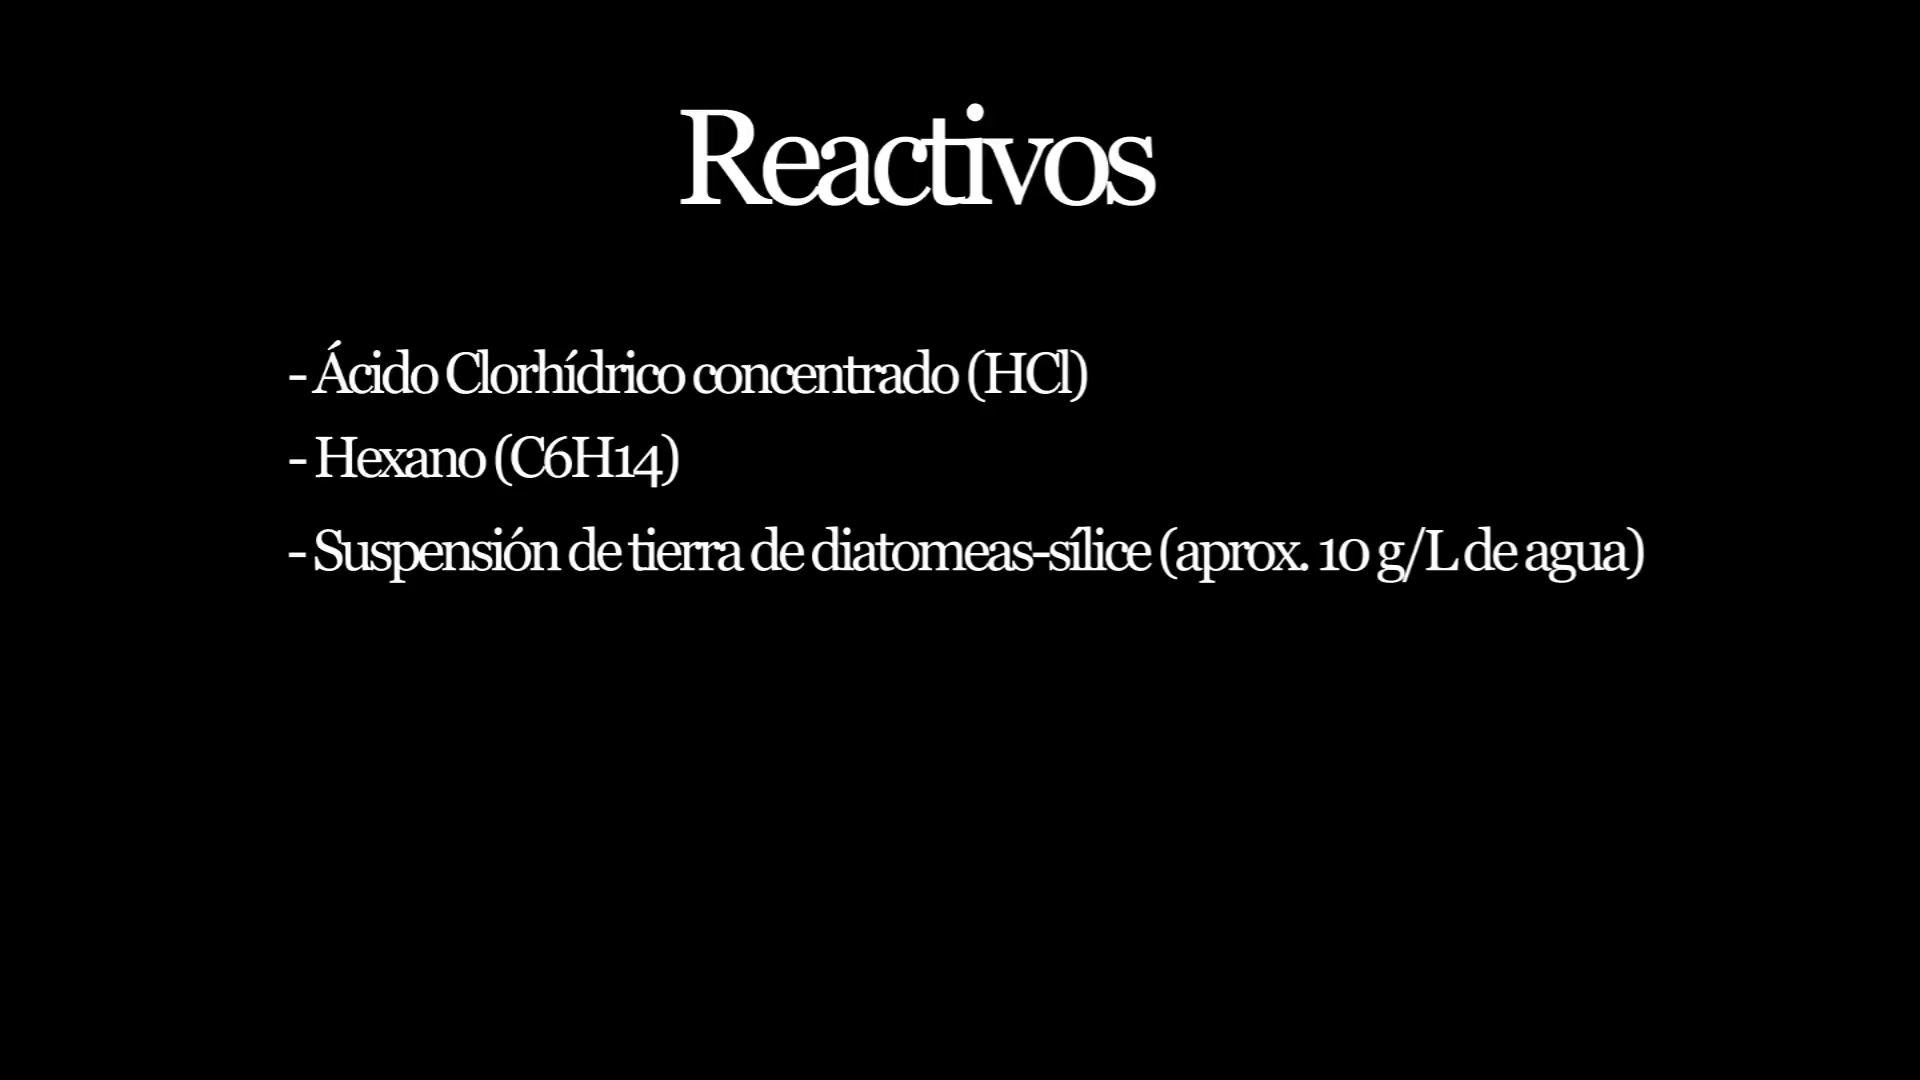 Reactivos
- Ácido Clorhídrico concentrado (HCl)
- Hexano (C6H14)
- Suspensión de tierra de diatomeas-sílice (aprox. 10 g/L de agua)